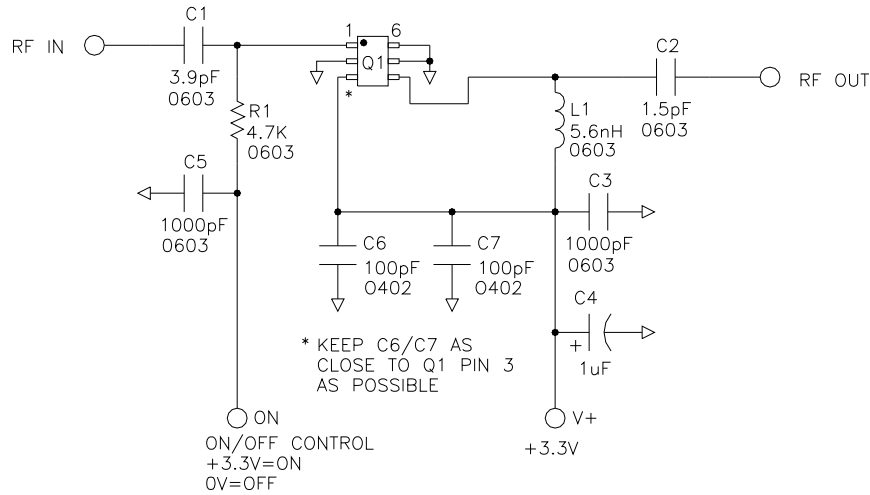 C1
RF IN
3.9pF
0603
1
6
Q1
*
C2
1.5pF
0603
RF OUT
R1
4.7K
0603
L1
5.6nH
0603
C5
1000pF
0603
C3
1000pF
0603
C6
100pF
0402
C7
100pF
0402
C4
+
1uF
* KEEP C6/C7 AS
CLOSE TO Q1 PIN 3
AS POSSIBLE
ON
ON/OFF CONTROL
+3.3V=ON
0V=OFF
V+
+3.3V